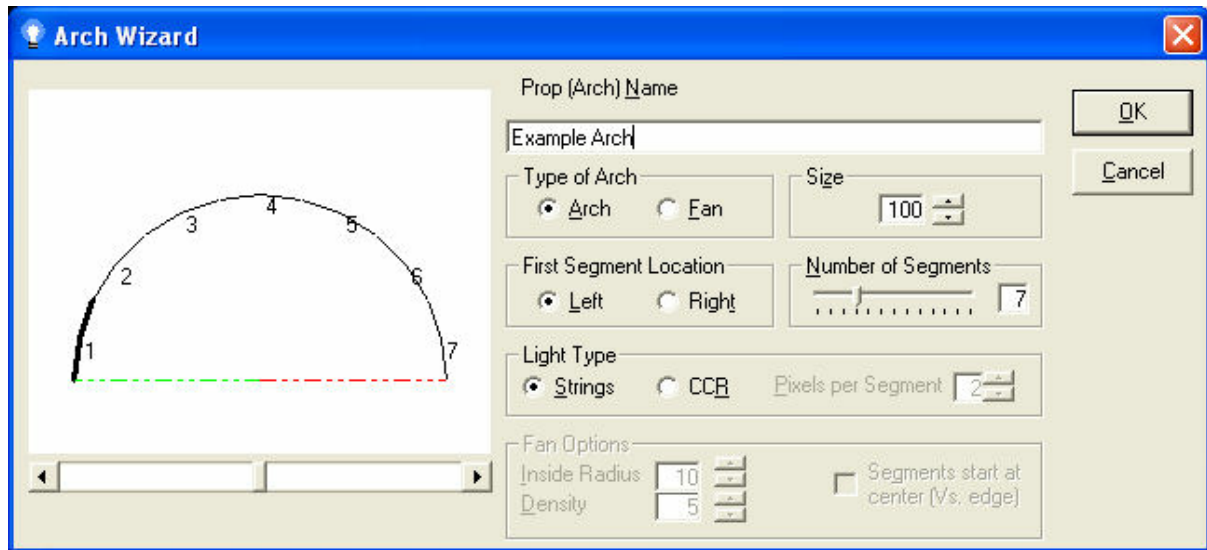 Arch Wizard
Prop (Arch) Name
Example Arch
OK
Cancel
Type of Arch
Arch Fan
Size
100
First Segment Location
Left Right
Number of Segments
7
Light Type
Strings CCR Pixels per Segment 2
Fan Options
Inside Radius 10
Density 5
Segments start at
center (Vs. edge)
1
2
3
4
5
6
7